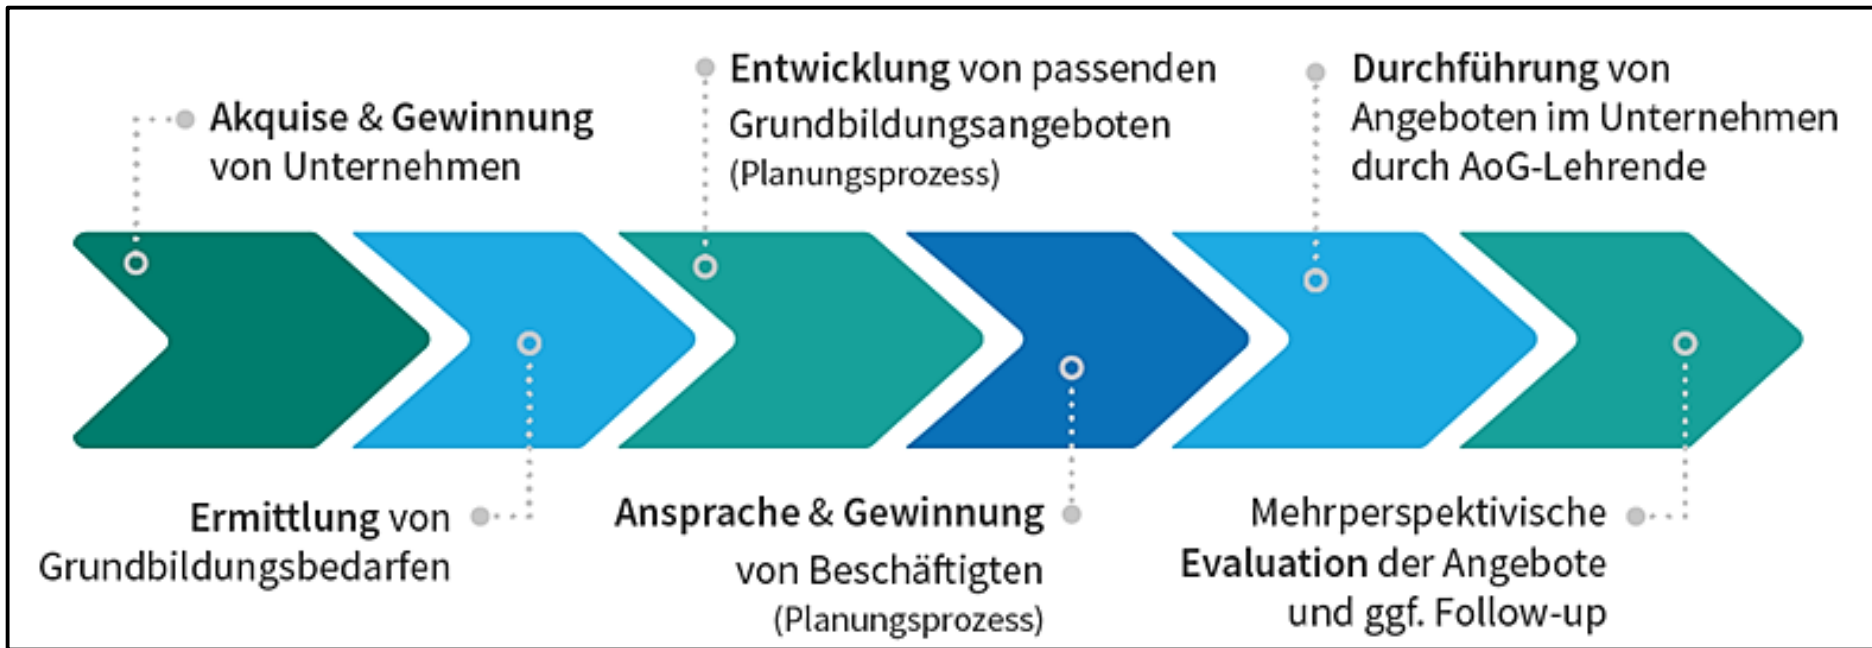 Akquise & Gewinnung
von Unternehmen
Ermittlung von
Grundbildungsbedarfen
Entwicklung von passenden
Grundbildungsangeboten
(Planungsprozess)
Ansprache & Gewinnung
von Beschäftigten
(Planungsprozess)
Durchführung von
Angeboten im Unternehmen
durch AoG-Lehrende
Mehrperspektivische
Evaluation der Angebote
und ggf. Follow-up